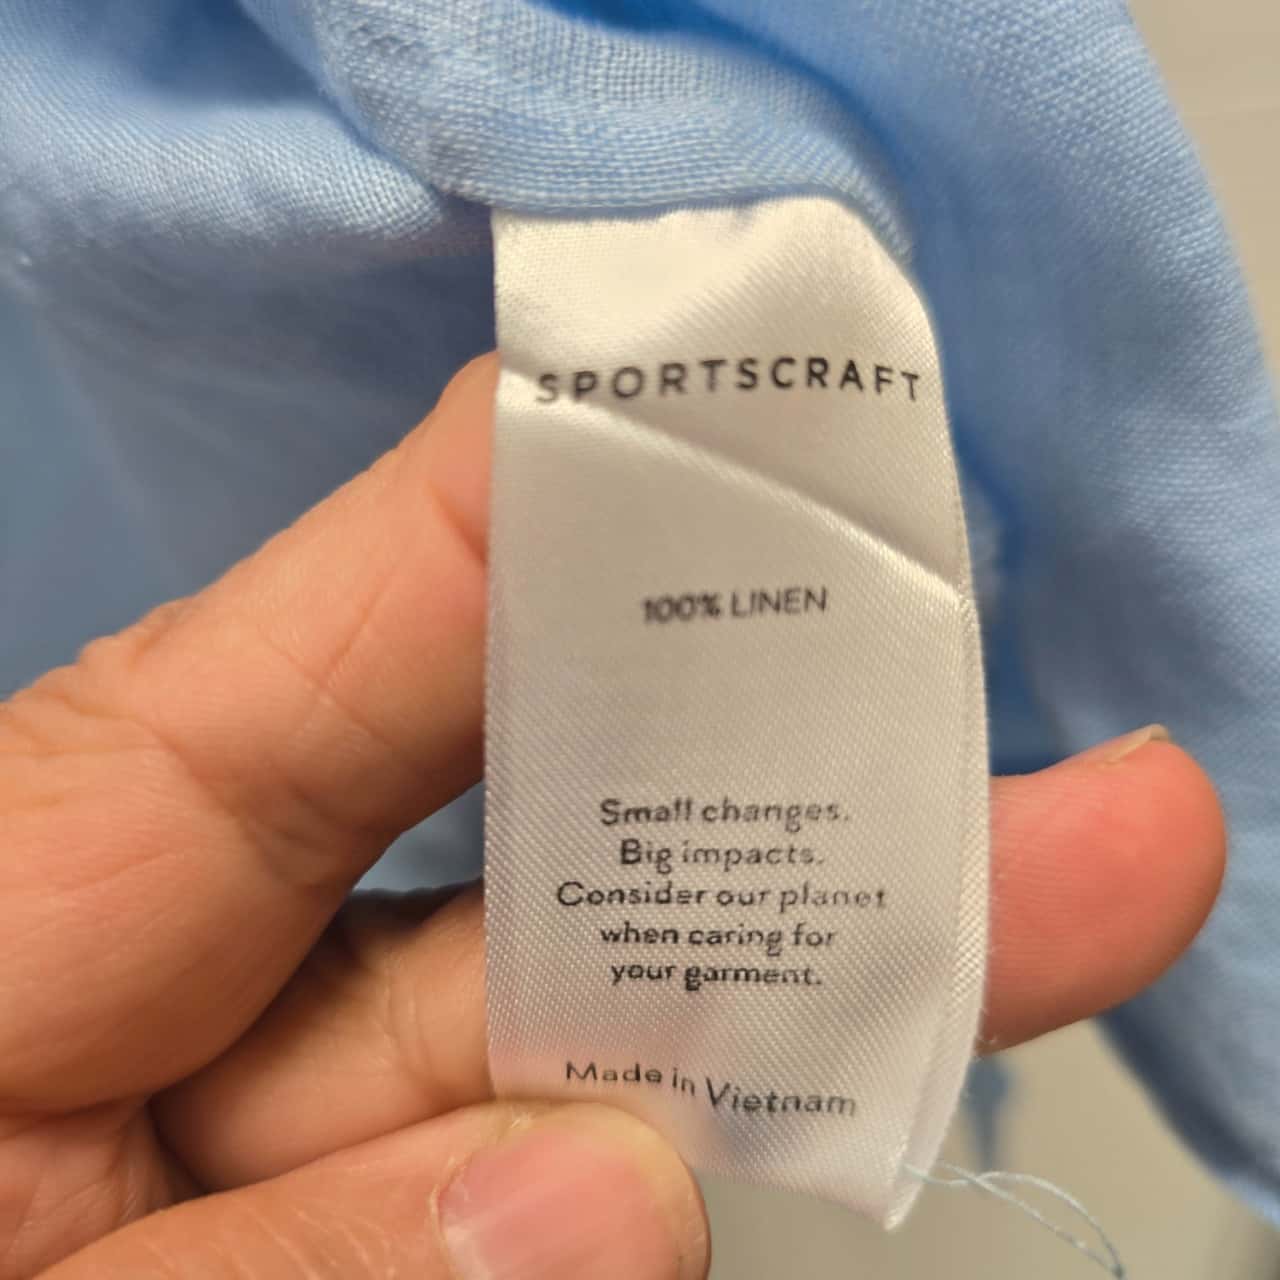 SPORTSCRAFT
100% LINEN
Small changes.
Big impacts.
Consider our planet
when caring for
your garment.
Made in Vietnam